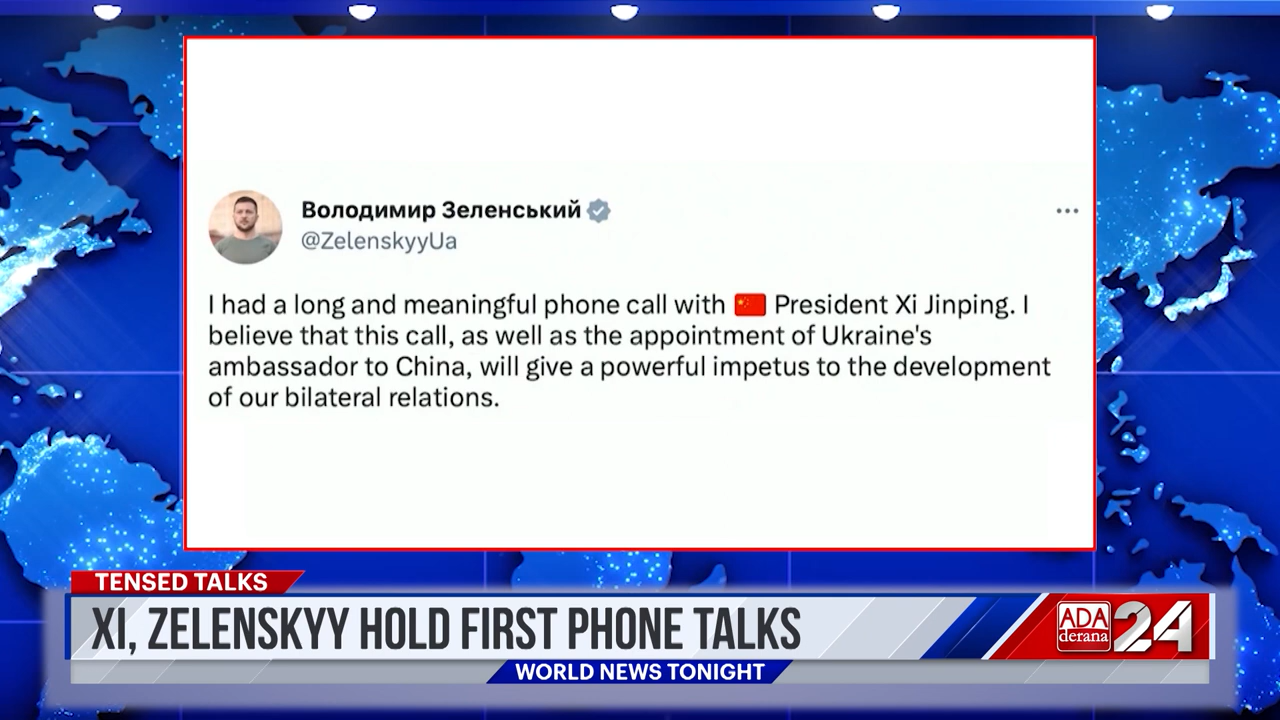 Володимир Зеленський
@ZelenskyyUa
I had a long and meaningful phone call with 🇨🇳 President Xi Jinping. I
believe that this call, as well as the appointment of Ukraine's
ambassador to China, will give a powerful impetus to the development
of our bilateral relations.
TENSED TALKS
XI, ZELENSKYY HOLD FIRST PHONE TALKS
ADA
derana
24
WORLD NEWS TONIGHT